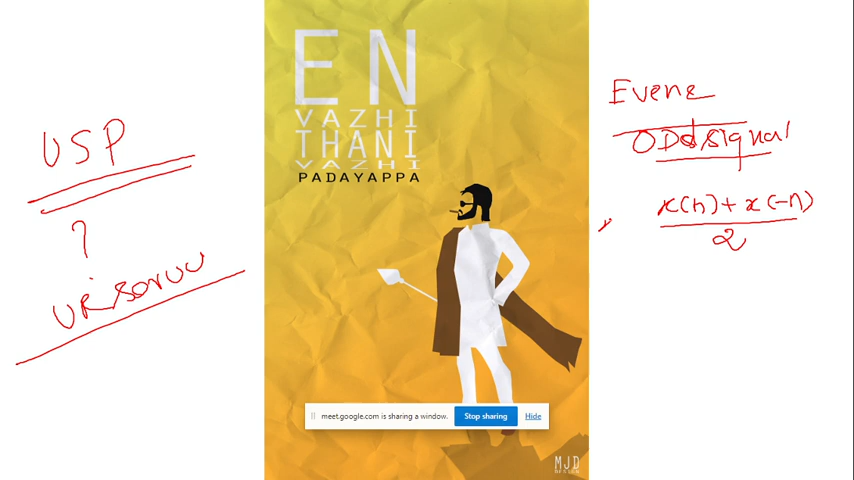 USP
?
EN
VAZHI
THANI
VAZHI
PADAYAPPA
meet.google.com is sharing a window. Stop sharing Hide
MJD
DESIGN
Evene
ODd signal
x(n) + x(-n)
2